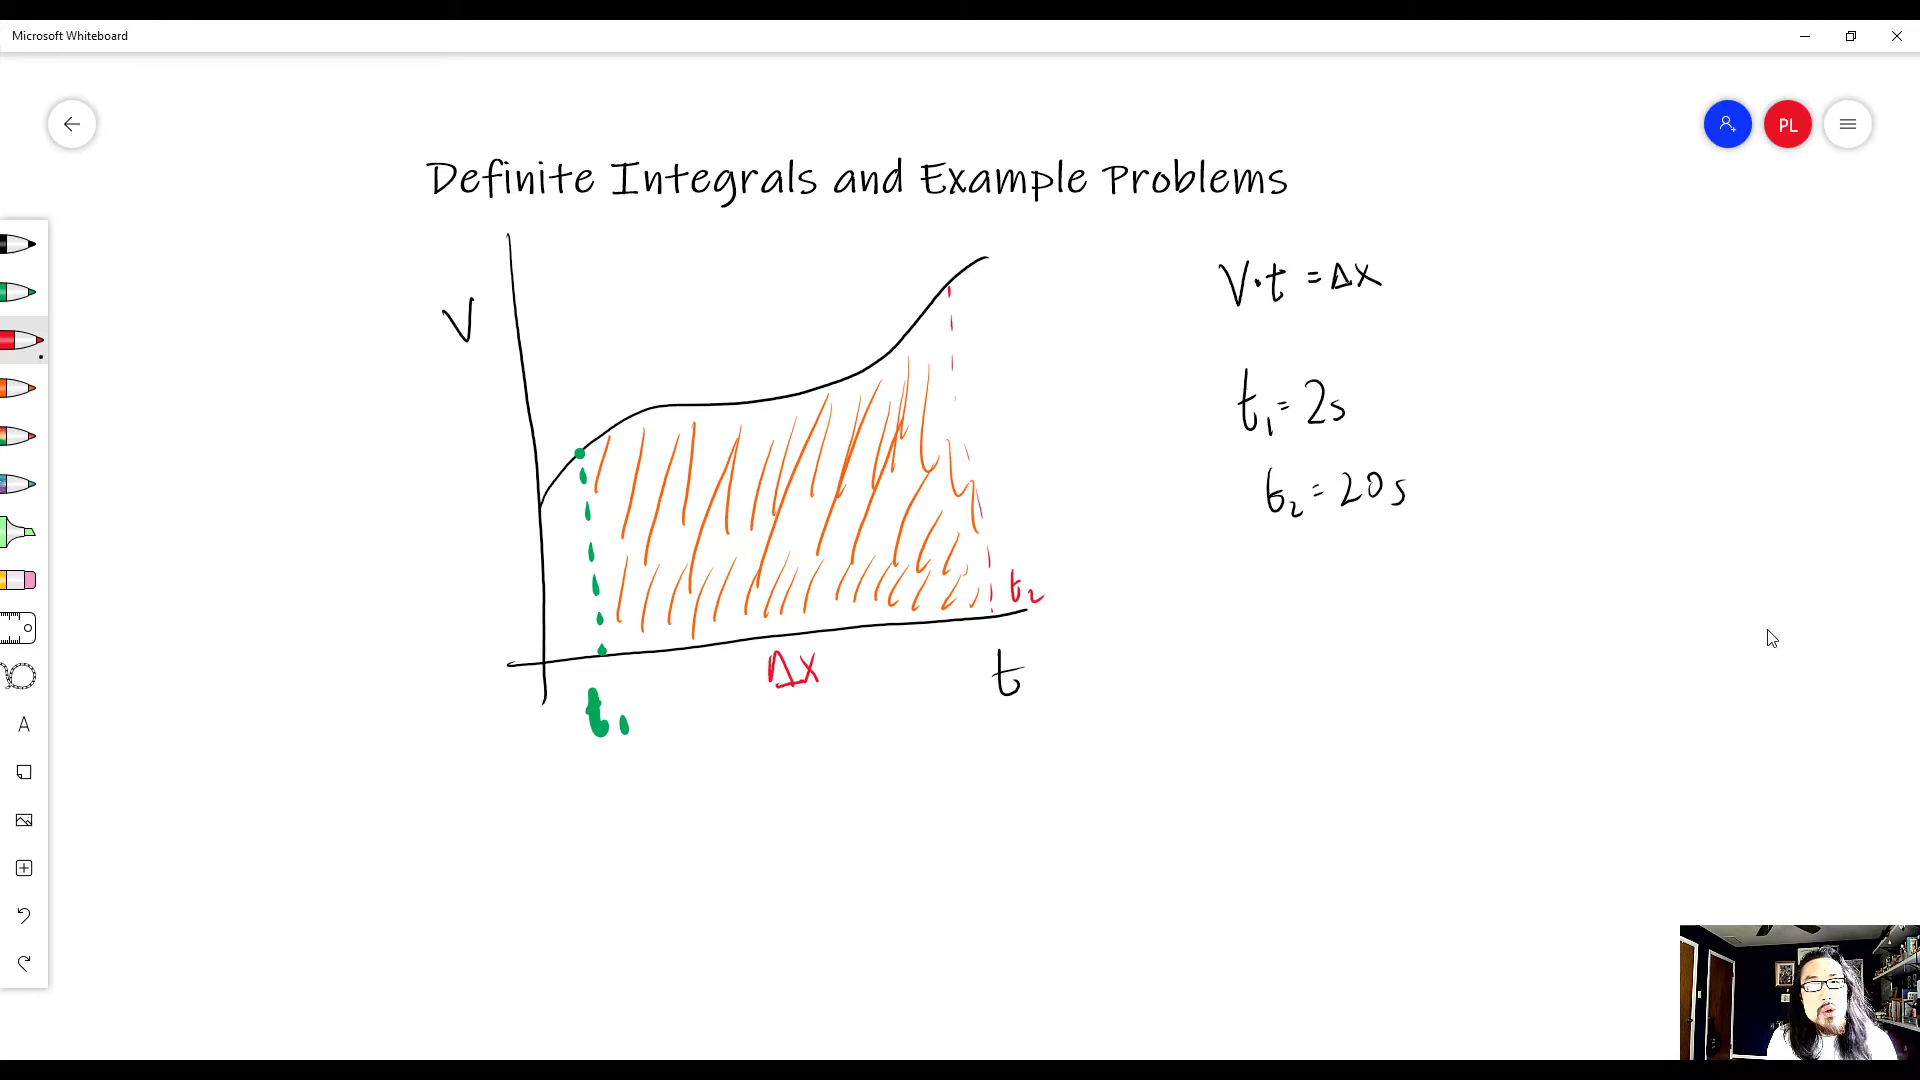 Microsoft Whiteboard
PL
Definite Integrals and Example Problems
V
V·t = Δx
t₁ = 2s
t₂ = 20s
t₂
Δx
t
t₁
A